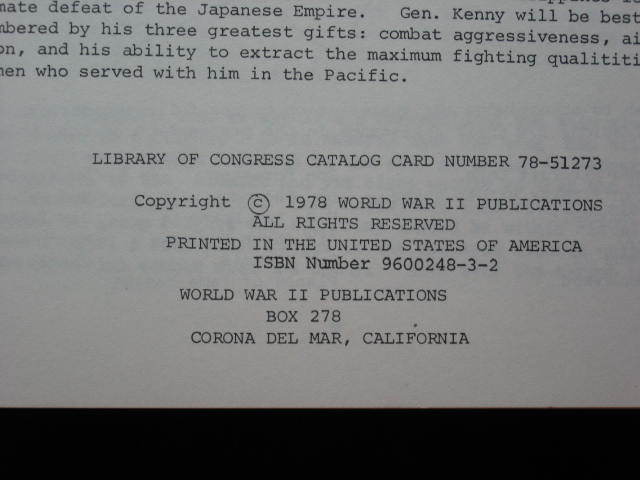 mate defeat of the Japanese Empire. Gen. Kenny will be best
mbered by his three greatest gifts: combat aggressiveness, ai
on, and his ability to extract the maximum fighting qualititi
men who served with him in the Pacific.
LIBRARY OF CONGRESS CATALOG CARD NUMBER 78-51273
Copyright © 1978 WORLD WAR II PUBLICATIONS
ALL RIGHTS RESERVED
PRINTED IN THE UNITED STATES OF AMERICA
ISBN Number 9600248-3-2
WORLD WAR II PUBLICATIONS
BOX 278
CORONA DEL MAR, CALIFORNIA